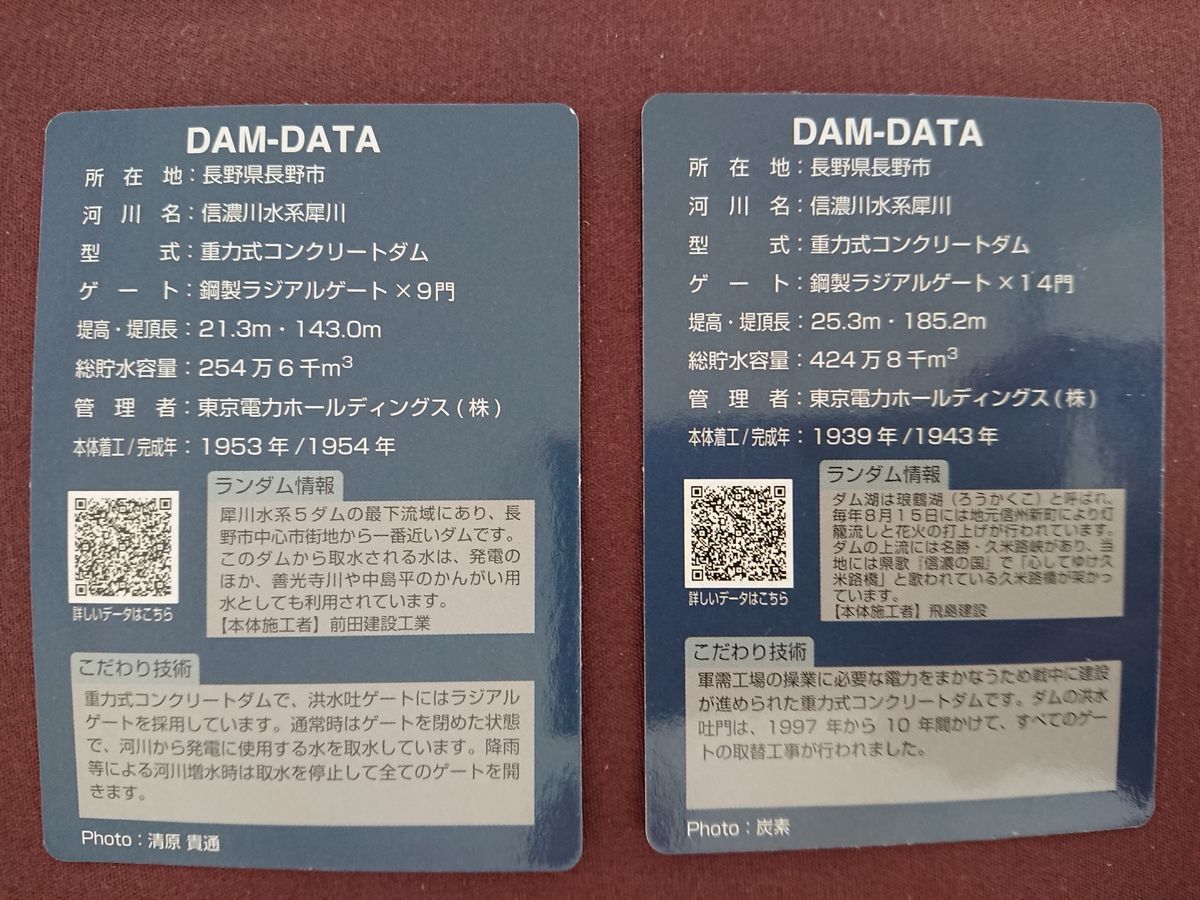 DAM-DATA
所在地：長野県長野市
河川名：信濃川水系犀川
型式：重力式コンクリートダム
ゲート：鋼製ラジアルゲート×9門
堤高・堤頂長：21.3m・143.0m
総貯水容量：254万6千m³
管理者：東京電力ホールディングス(株)
本体着工/完成年：1953年/1954年
詳しいデータはこちら
ランダム情報
犀川水系5ダムの最下流域にあり、長
野市中心市街地から一番近いダムです。
このダムから取水される水は、発電の
ほか、善光寺川や中島平のかんがい用
水としても利用されています。
【本体施工者】前田建設工業
こだわり技術
重力式コンクリートダムで、洪水吐ゲートにはラジアル
ゲートを採用しています。通常時はゲートを閉めた状態
で、河川から発電に使用する水を取水しています。降雨
等による河川増水時は取水を停止して全てのゲートを開
きます。
Photo：清原 貴通
DAM-DATA
所在地：長野県長野市
河川名：信濃川水系犀川
型式：重力式コンクリートダム
ゲート：鋼製ラジアルゲート×14門
堤高・堤頂長：25.3m・185.2m
総貯水容量：424万8千m³
管理者：東京電力ホールディングス(株)
本体着工/完成年：1939年/1943年
詳しいデータはこちら
ランダム情報
ダム湖は琅鶴湖（ろうかくこ）と呼ばれ、
毎年8月15日には地元信州新町により灯
籠流しと花火の打上げが行われています。
ダムの上流には名勝・久米路峡があり、当
地には県歌『信濃の国』で「心してゆけ久
米路橋」と歌われている久米路橋が架かっ
ています。
【本体施工者】飛島建設
こだわり技術
軍需工場の操業に必要な電力をまかなうため戦中に建設
が進められた重力式コンクリートダムです。ダムの洪水
吐門は、1997年から10年間かけて、すべてのゲー
トの取替工事が行われました。
Photo：炭素